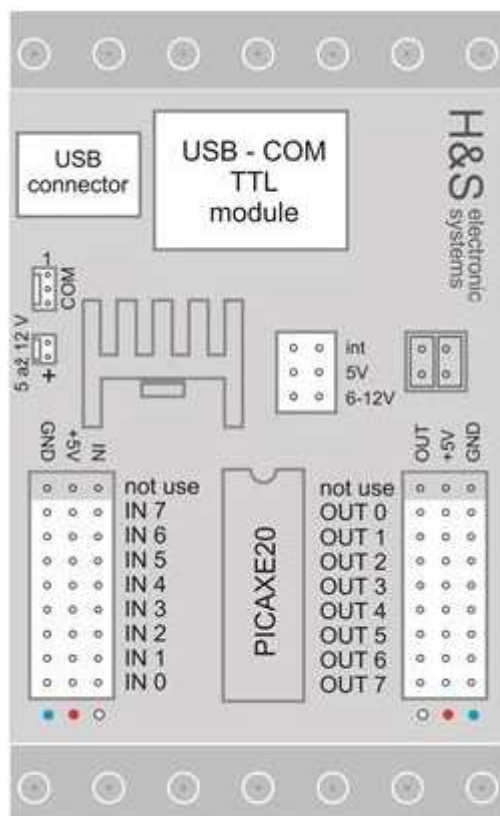 USB
connector
USB - COM
TTL
module
H&S
electronic
systems
1
COM
5 až 12 V
+
int
5V
6-12V
GND
+5V
IN
OUT
+5V
GND
not use
IN 7
IN 6
IN 5
IN 4
IN 3
IN 2
IN 1
IN 0
PICAXE20
not use
OUT 0
OUT 1
OUT 2
OUT 3
OUT 4
OUT 5
OUT 6
OUT 7